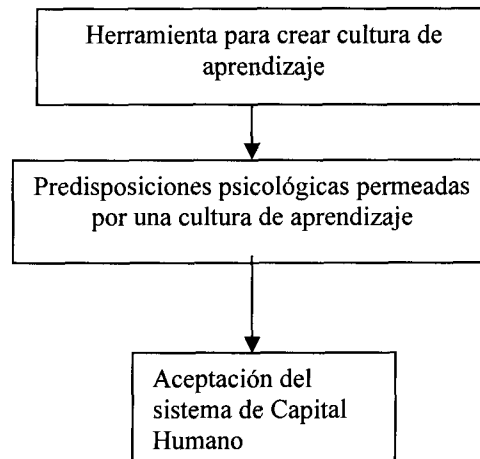 Herramienta para crear cultura de
aprendizaje
Predisposiciones psicológicas permeadas
por una cultura de aprendizaje
Aceptación del
sistema de Capital
Humano